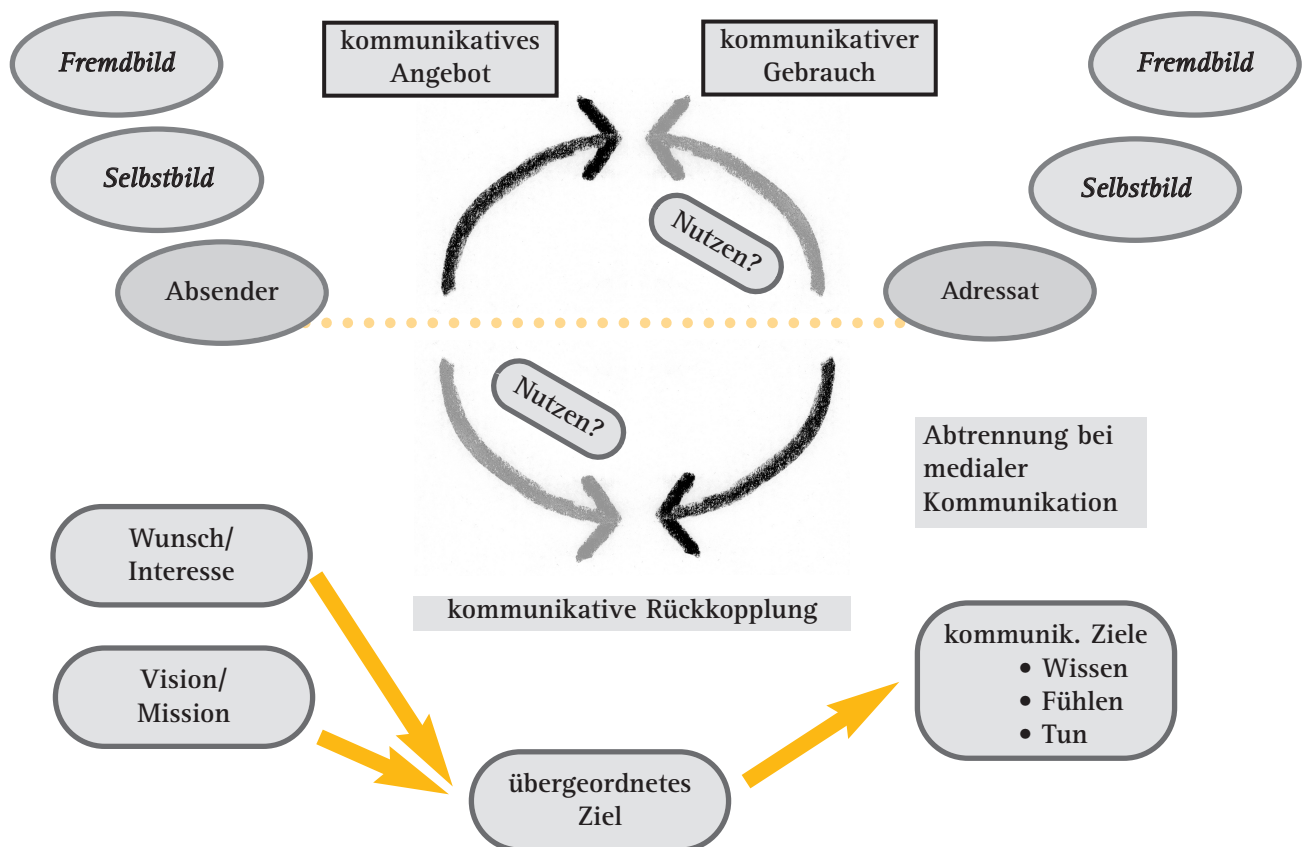 Fremdbild
kommunikatives
Angebot
kommunikativer
Gebrauch
Fremdbild
Selbstbild
Selbstbild
Nutzen?
Absender
Adressat
Nutzen?
Abtrennung bei
medialer
Kommunikation
Wunsch/
Interesse
kommunikative Rückkopplung
Vision/
Mission
kommunik. Ziele
• Wissen
• Fühlen
• Tun
übergeordnetes
Ziel